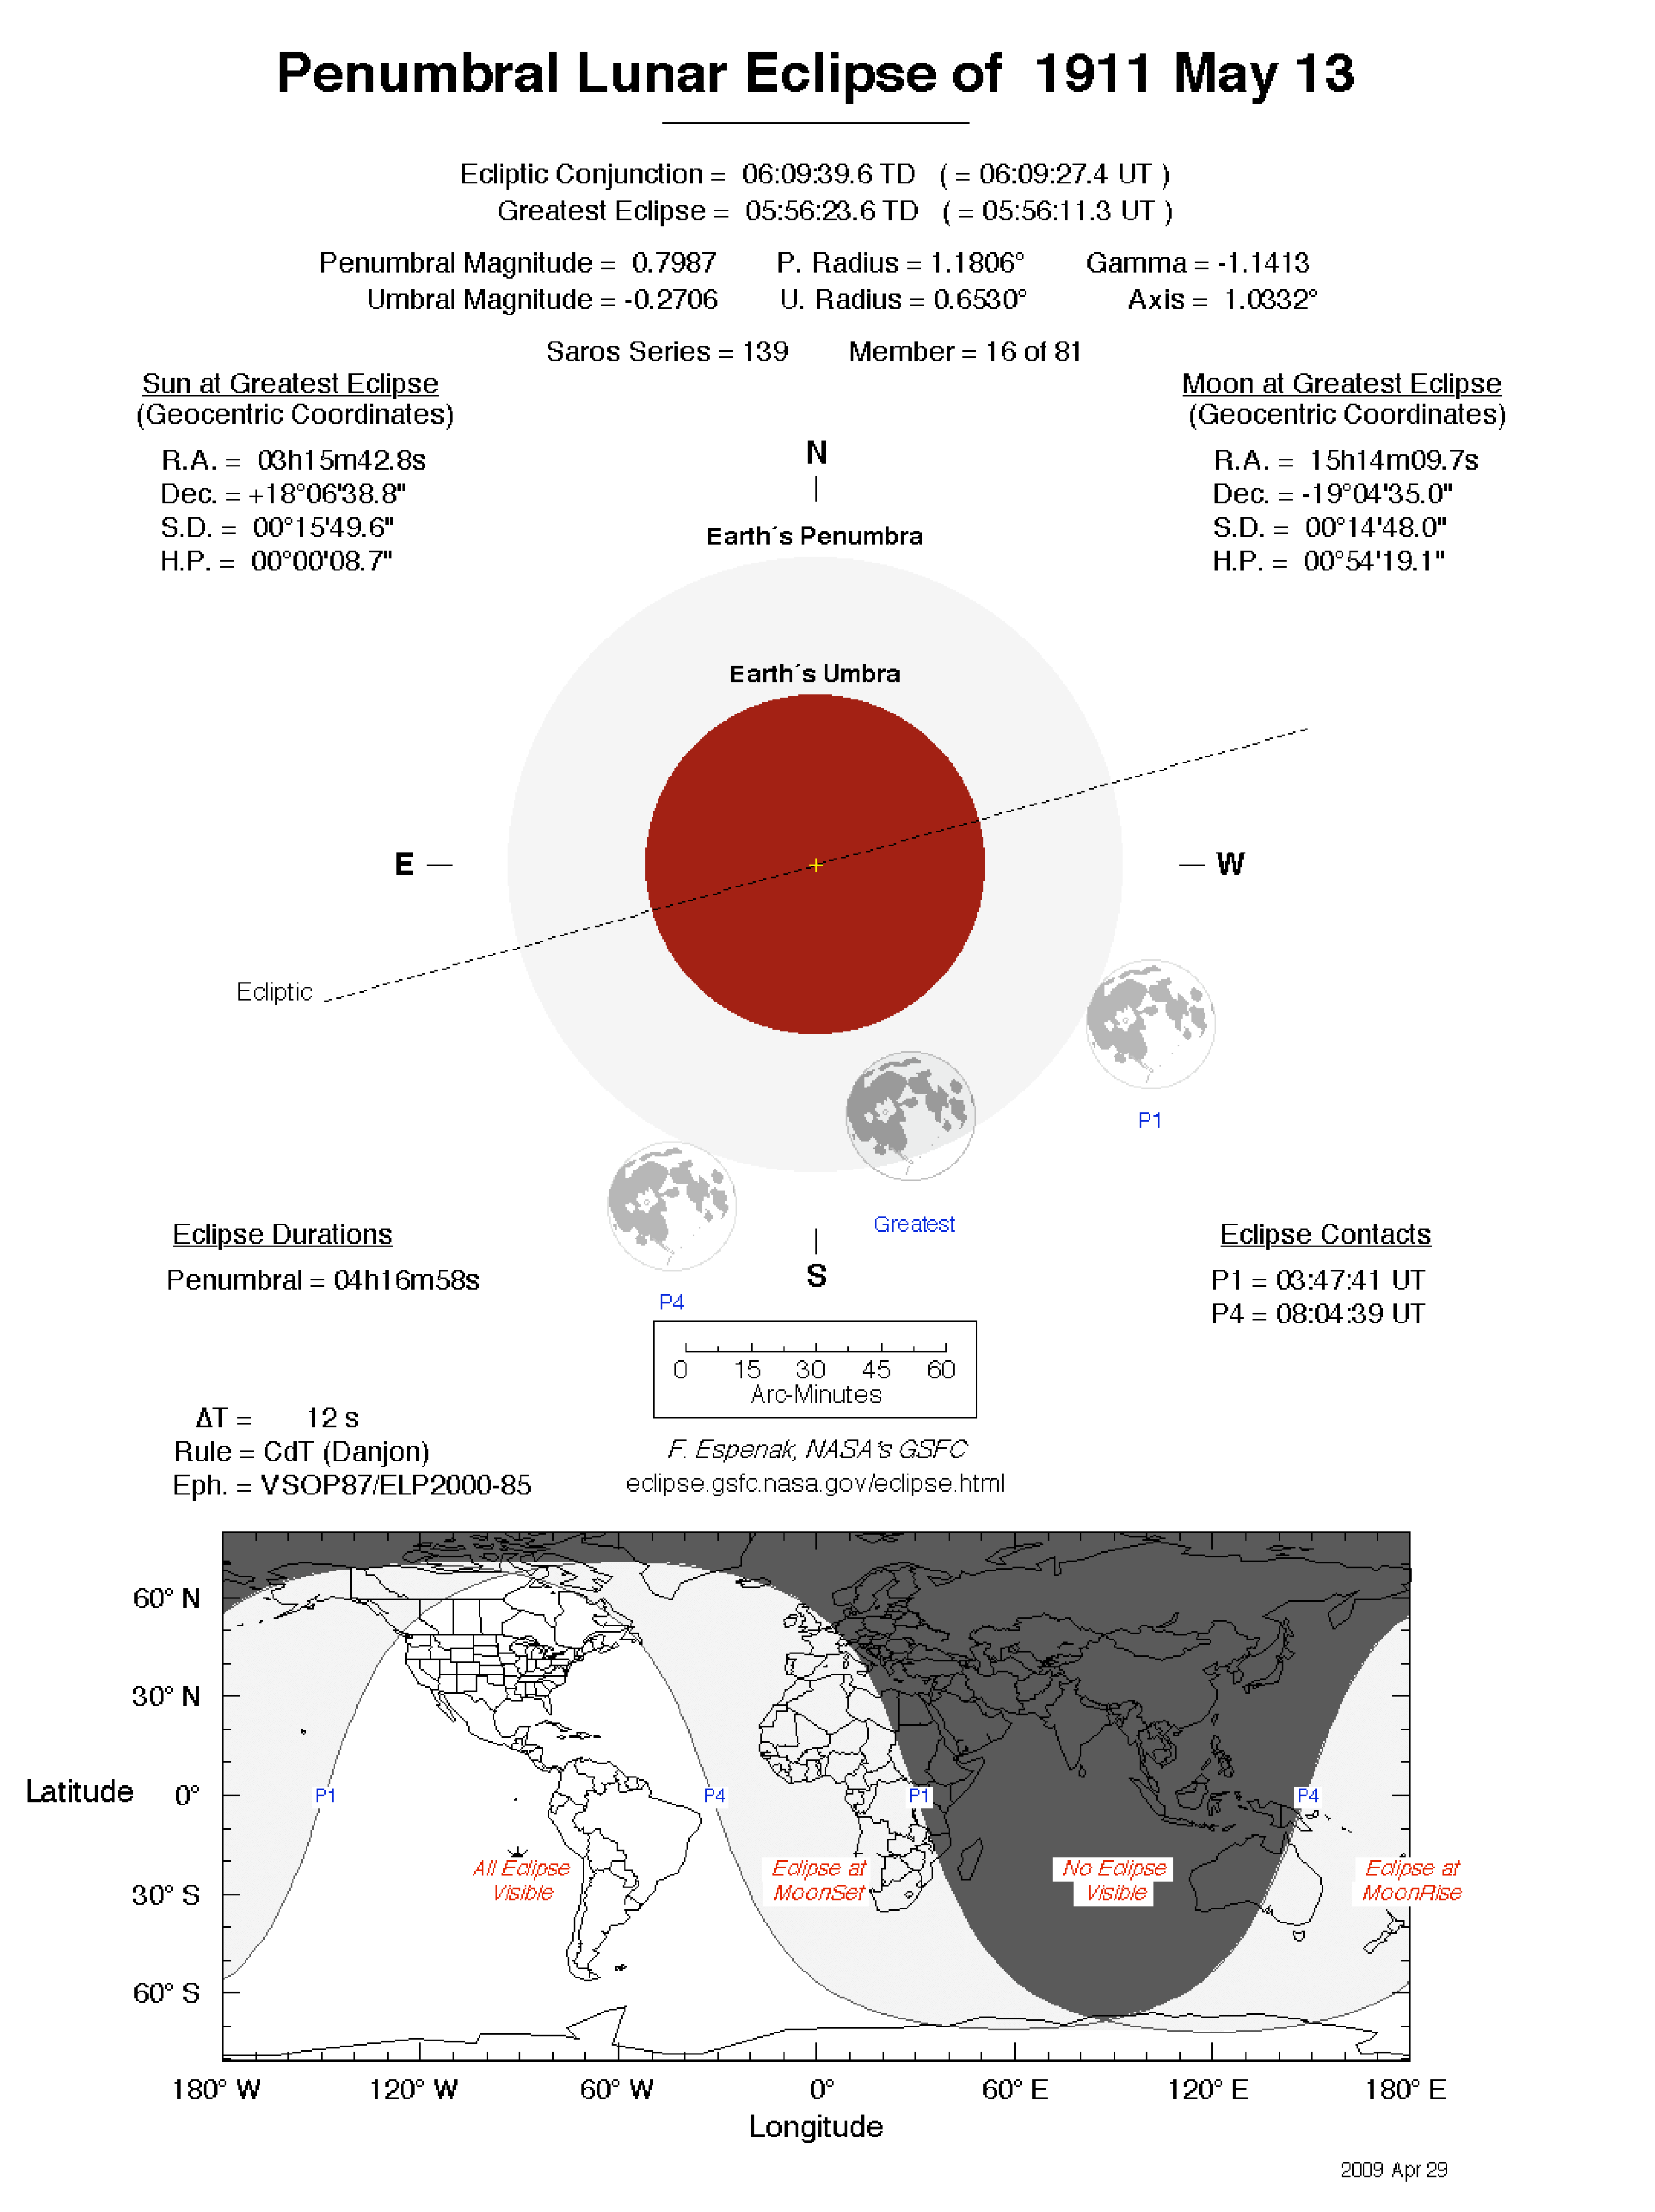 Penumbral Lunar Eclipse of 1911 May 13
Ecliptic Conjunction = 06:09:39.6 TD ( = 06:09:27.4 UT )
Greatest Eclipse = 05:56:23.6 TD ( = 05:56:11.3 UT )
Penumbral Magnitude = 0.7987 P. Radius = 1.1806° Gamma = -1.1413
Umbral Magnitude = -0.2706 U. Radius = 0.6530° Axis = 1.0332°
Saros Series = 139 Member = 16 of 81
Sun at Greatest Eclipse
(Geocentric Coordinates)
R.A. = 03h15m42.8s
Dec. = +18°06'38.8"
S.D. = 00°15'49.6"
H.P. = 00°00'08.7"
Moon at Greatest Eclipse
(Geocentric Coordinates)
R.A. = 15h14m09.7s
Dec. = -19°04'35.0"
S.D. = 00°14'48.0"
H.P. = 00°54'19.1"
N
Earth´s Penumbra
Earth´s Umbra
E
W
Ecliptic
P1
Greatest
S
P4
Eclipse Durations
Penumbral = 04h16m58s
Eclipse Contacts
P1 = 03:47:41 UT
P4 = 08:04:39 UT
0 15 30 45 60
Arc-Minutes
ΔT = 12 s
Rule = CdT (Danjon)
Eph. = VSOP87/ELP2000-85
F. Espenak, NASA's GSFC
eclipse.gsfc.nasa.gov/eclipse.html
60° N
30° N
Latitude 0°
30° S
60° S
P1 P4 P1 P4
All Eclipse
Visible
Eclipse at
MoonSet
No Eclipse
Visible
Eclipse at
MoonRise
180° W 120° W 60° W 0° 60° E 120° E 180° E
Longitude
2009 Apr 29